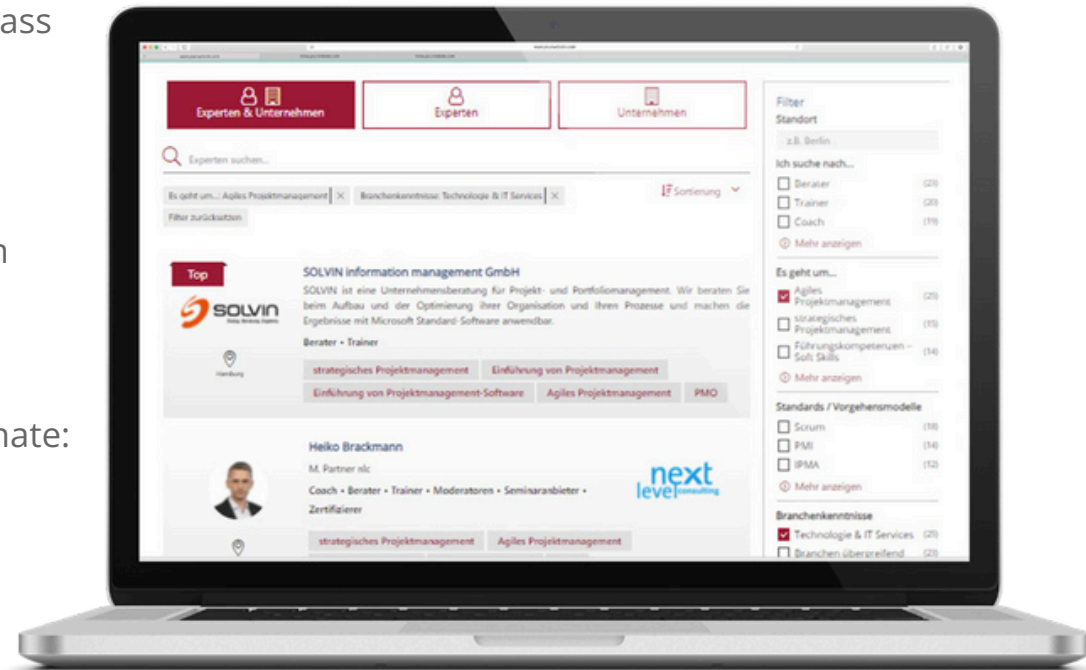 ass
n
nate:
Experten & Unternehmen
Experten
Unternehmen
Experten suchen...
Es geht um...: Agiles Projektmanagement ×
Branchenkenntnisse: Technologie & IT Services ×
Sortierung
Filter zurücksetzen
Top
SOLVIN
Hamburg
SOLVIN information management GmbH
SOLVIN ist eine Unternehmensberatung für Projekt- und Portfoliomanagement. Wir beraten Sie
beim Aufbau und der Optimierung ihrer Organisation und Ihren Prozesse und machen die
Ergebnisse mit Microsoft Standard-Software anwendbar.
Berater • Trainer
strategisches Projektmanagement
Einführung von Projektmanagement
Einführung von Projektmanagement-Software
Agiles Projektmanagement
PMO
Heiko Brackmann
M. Partner nlc
Coach • Berater • Trainer • Moderatoren • Seminaranbieter •
Zertifizierer
next
level consulting
strategisches Projektmanagement
Agiles Projektmanagement
Filter
Standort
z.B. Berlin
Ich suche nach...
Berater (23)
Trainer (20)
Coach (19)
Mehr anzeigen
Es geht um...
Agiles
Projektmanagement (25)
strategisches
Projektmanagement (15)
Führungskompetenzen –
Soft Skills (14)
Mehr anzeigen
Standards / Vorgehensmodelle
Scrum (18)
PMI (14)
IPMA (12)
Mehr anzeigen
Branchenkenntnisse
Technologie & IT Services (25)
Branchen übergreifend (23)